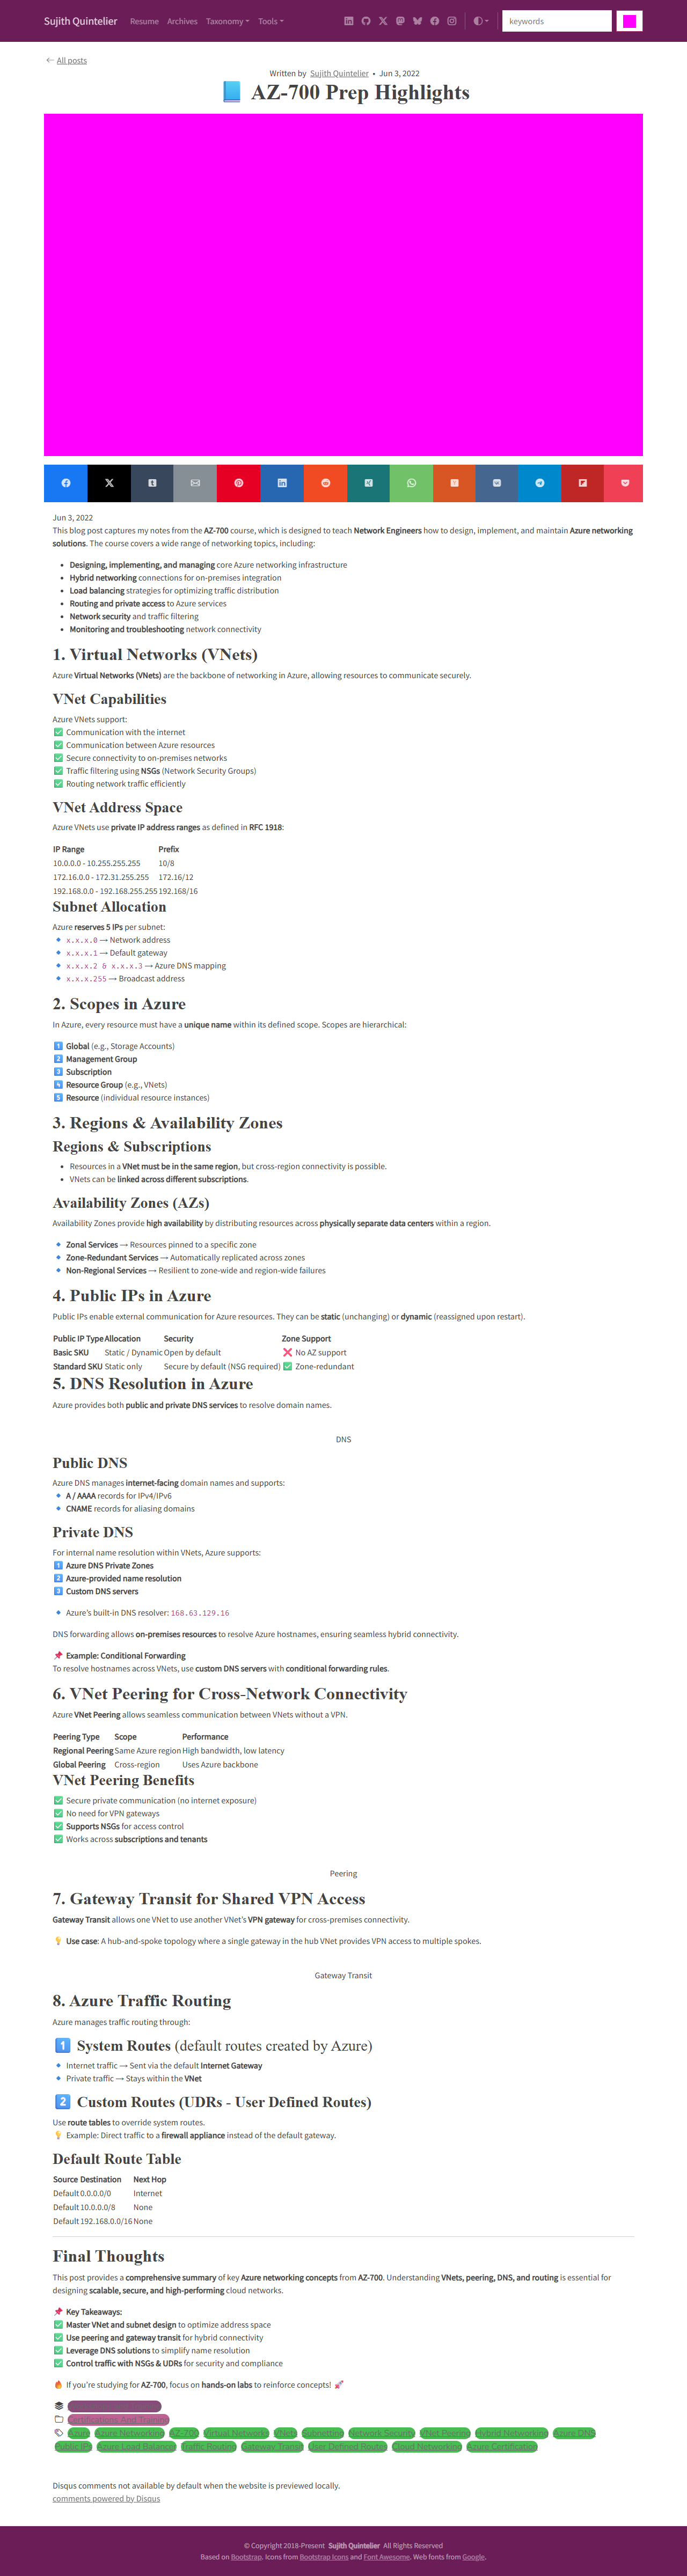 Sujith Quintelier Resume Archives Taxonomy Tools keywords
All posts
Written by Sujith Quintelier • Jun 3, 2022
📘 AZ-700 Prep Highlights
Jun 3, 2022
This blog post captures my notes from the AZ-700 course, which is designed to teach Network Engineers how to design, implement, and maintain Azure networking
solutions. The course covers a wide range of networking topics, including:
• Designing, implementing, and managing core Azure networking infrastructure
• Hybrid networking connections for on-premises integration
• Load balancing strategies for optimizing traffic distribution
• Routing and private access to Azure services
• Network security and traffic filtering
• Monitoring and troubleshooting network connectivity
1. Virtual Networks (VNets)
Azure Virtual Networks (VNets) are the backbone of networking in Azure, allowing resources to communicate securely.
VNet Capabilities
Azure VNets support:
✅ Communication with the internet
✅ Communication between Azure resources
✅ Secure connectivity to on-premises networks
✅ Traffic filtering using NSGs (Network Security Groups)
✅ Routing network traffic efficiently
VNet Address Space
Azure VNets use private IP address ranges as defined in RFC 1918:
IP Range Prefix
10.0.0.0 - 10.255.255.255 10/8
172.16.0.0 - 172.31.255.255 172.16/12
192.168.0.0 - 192.168.255.255 192.168/16
Subnet Allocation
Azure reserves 5 IPs per subnet:
🔹 x.x.x.0 → Network address
🔹 x.x.x.1 → Default gateway
🔹 x.x.x.2 & x.x.x.3 → Azure DNS mapping
🔹 x.x.x.255 → Broadcast address
2. Scopes in Azure
In Azure, every resource must have a unique name within its defined scope. Scopes are hierarchical:
1️⃣ Global (e.g., Storage Accounts)
2️⃣ Management Group
3️⃣ Subscription
4️⃣ Resource Group (e.g., VNets)
5️⃣ Resource (individual resource instances)
3. Regions & Availability Zones
Regions & Subscriptions
• Resources in a VNet must be in the same region, but cross-region connectivity is possible.
• VNets can be linked across different subscriptions.
Availability Zones (AZs)
Availability Zones provide high availability by distributing resources across physically separate data centers within a region.
🔹 Zonal Services → Resources pinned to a specific zone
🔹 Zone-Redundant Services → Automatically replicated across zones
🔹 Non-Regional Services → Resilient to zone-wide and region-wide failures
4. Public IPs in Azure
Public IPs enable external communication for Azure resources. They can be static (unchanging) or dynamic (reassigned upon restart).
Public IP Type Allocation Security Zone Support
Basic SKU Static / Dynamic Open by default ❌ No AZ support
Standard SKU Static only Secure by default (NSG required) ✅ Zone-redundant
5. DNS Resolution in Azure
Azure provides both public and private DNS services to resolve domain names.
DNS
Public DNS
Azure DNS manages internet-facing domain names and supports:
🔹 A / AAAA records for IPv4/IPv6
🔹 CNAME records for aliasing domains
Private DNS
For internal name resolution within VNets, Azure supports:
1️⃣ Azure DNS Private Zones
2️⃣ Azure-provided name resolution
3️⃣ Custom DNS servers
🔹 Azure's built-in DNS resolver: 168.63.129.16
DNS forwarding allows on-premises resources to resolve Azure hostnames, ensuring seamless hybrid connectivity.
📌 Example: Conditional Forwarding
To resolve hostnames across VNets, use custom DNS servers with conditional forwarding rules.
6. VNet Peering for Cross-Network Connectivity
Azure VNet Peering allows seamless communication between VNets without a VPN.
Peering Type Scope Performance
Regional Peering Same Azure region High bandwidth, low latency
Global Peering Cross-region Uses Azure backbone
VNet Peering Benefits
✅ Secure private communication (no internet exposure)
✅ No need for VPN gateways
✅ Supports NSGs for access control
✅ Works across subscriptions and tenants
Peering
7. Gateway Transit for Shared VPN Access
Gateway Transit allows one VNet to use another VNet's VPN gateway for cross-premises connectivity.
💡 Use case: A hub-and-spoke topology where a single gateway in the hub VNet provides VPN access to multiple spokes.
Gateway Transit
8. Azure Traffic Routing
Azure manages traffic routing through:
1️⃣ System Routes (default routes created by Azure)
🔹 Internet traffic → Sent via the default Internet Gateway
🔹 Private traffic → Stays within the VNet
2️⃣ Custom Routes (UDRs - User Defined Routes)
Use route tables to override system routes.
💡 Example: Direct traffic to a firewall appliance instead of the default gateway.
Default Route Table
Source Destination Next Hop
Default 0.0.0.0/0 Internet
Default 10.0.0.0/8 None
Default 192.168.0.0/16 None
Final Thoughts
This post provides a comprehensive summary of key Azure networking concepts from AZ-700. Understanding VNets, peering, DNS, and routing is essential for
designing scalable, secure, and high-performing cloud networks.
📌 Key Takeaways:
✅ Master VNet and subnet design to optimize address space
✅ Use peering and gateway transit for hybrid connectivity
✅ Leverage DNS solutions to simplify name resolution
✅ Control traffic with NSGs & UDRs for security and compliance
🔥 If you're studying for AZ-700, focus on hands-on labs to reinforce concepts! 🚀
Certifications And Training
Azure Azure Networking AZ-700 Virtual Networks VNets Subnetting Network Security VNet Peering Hybrid Networking Azure DNS
Public IPs Azure Load Balancer Traffic Routing Gateway Transit User Defined Routes Cloud Networking Azure Certification
Disqus comments not available by default when the website is previewed locally.
comments powered by Disqus
© Copyright 2018-Present Sujith Quintelier All Rights Reserved
Based on Bootstrap. Icons from Bootstrap Icons and Font Awesome. Web fonts from Google.